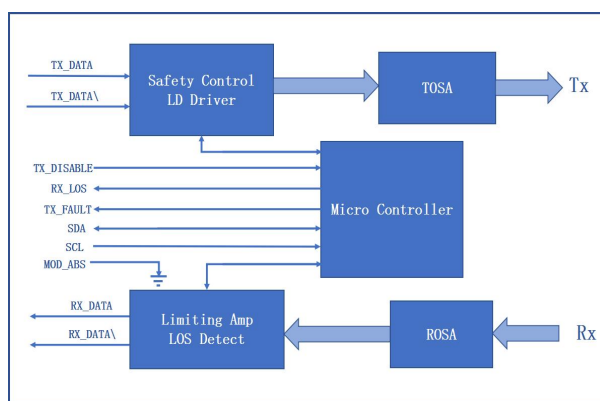 TX_DATA
TX_DATA\
Safety Control
LD Driver
TOSA
Tx
TX_DISABLE
RX_LOS
TX_FAULT
SDA
SCL
MOD_ABS
Micro Controller
RX_DATA
RX_DATA\
Limiting Amp
LOS Detect
ROSA
Rx